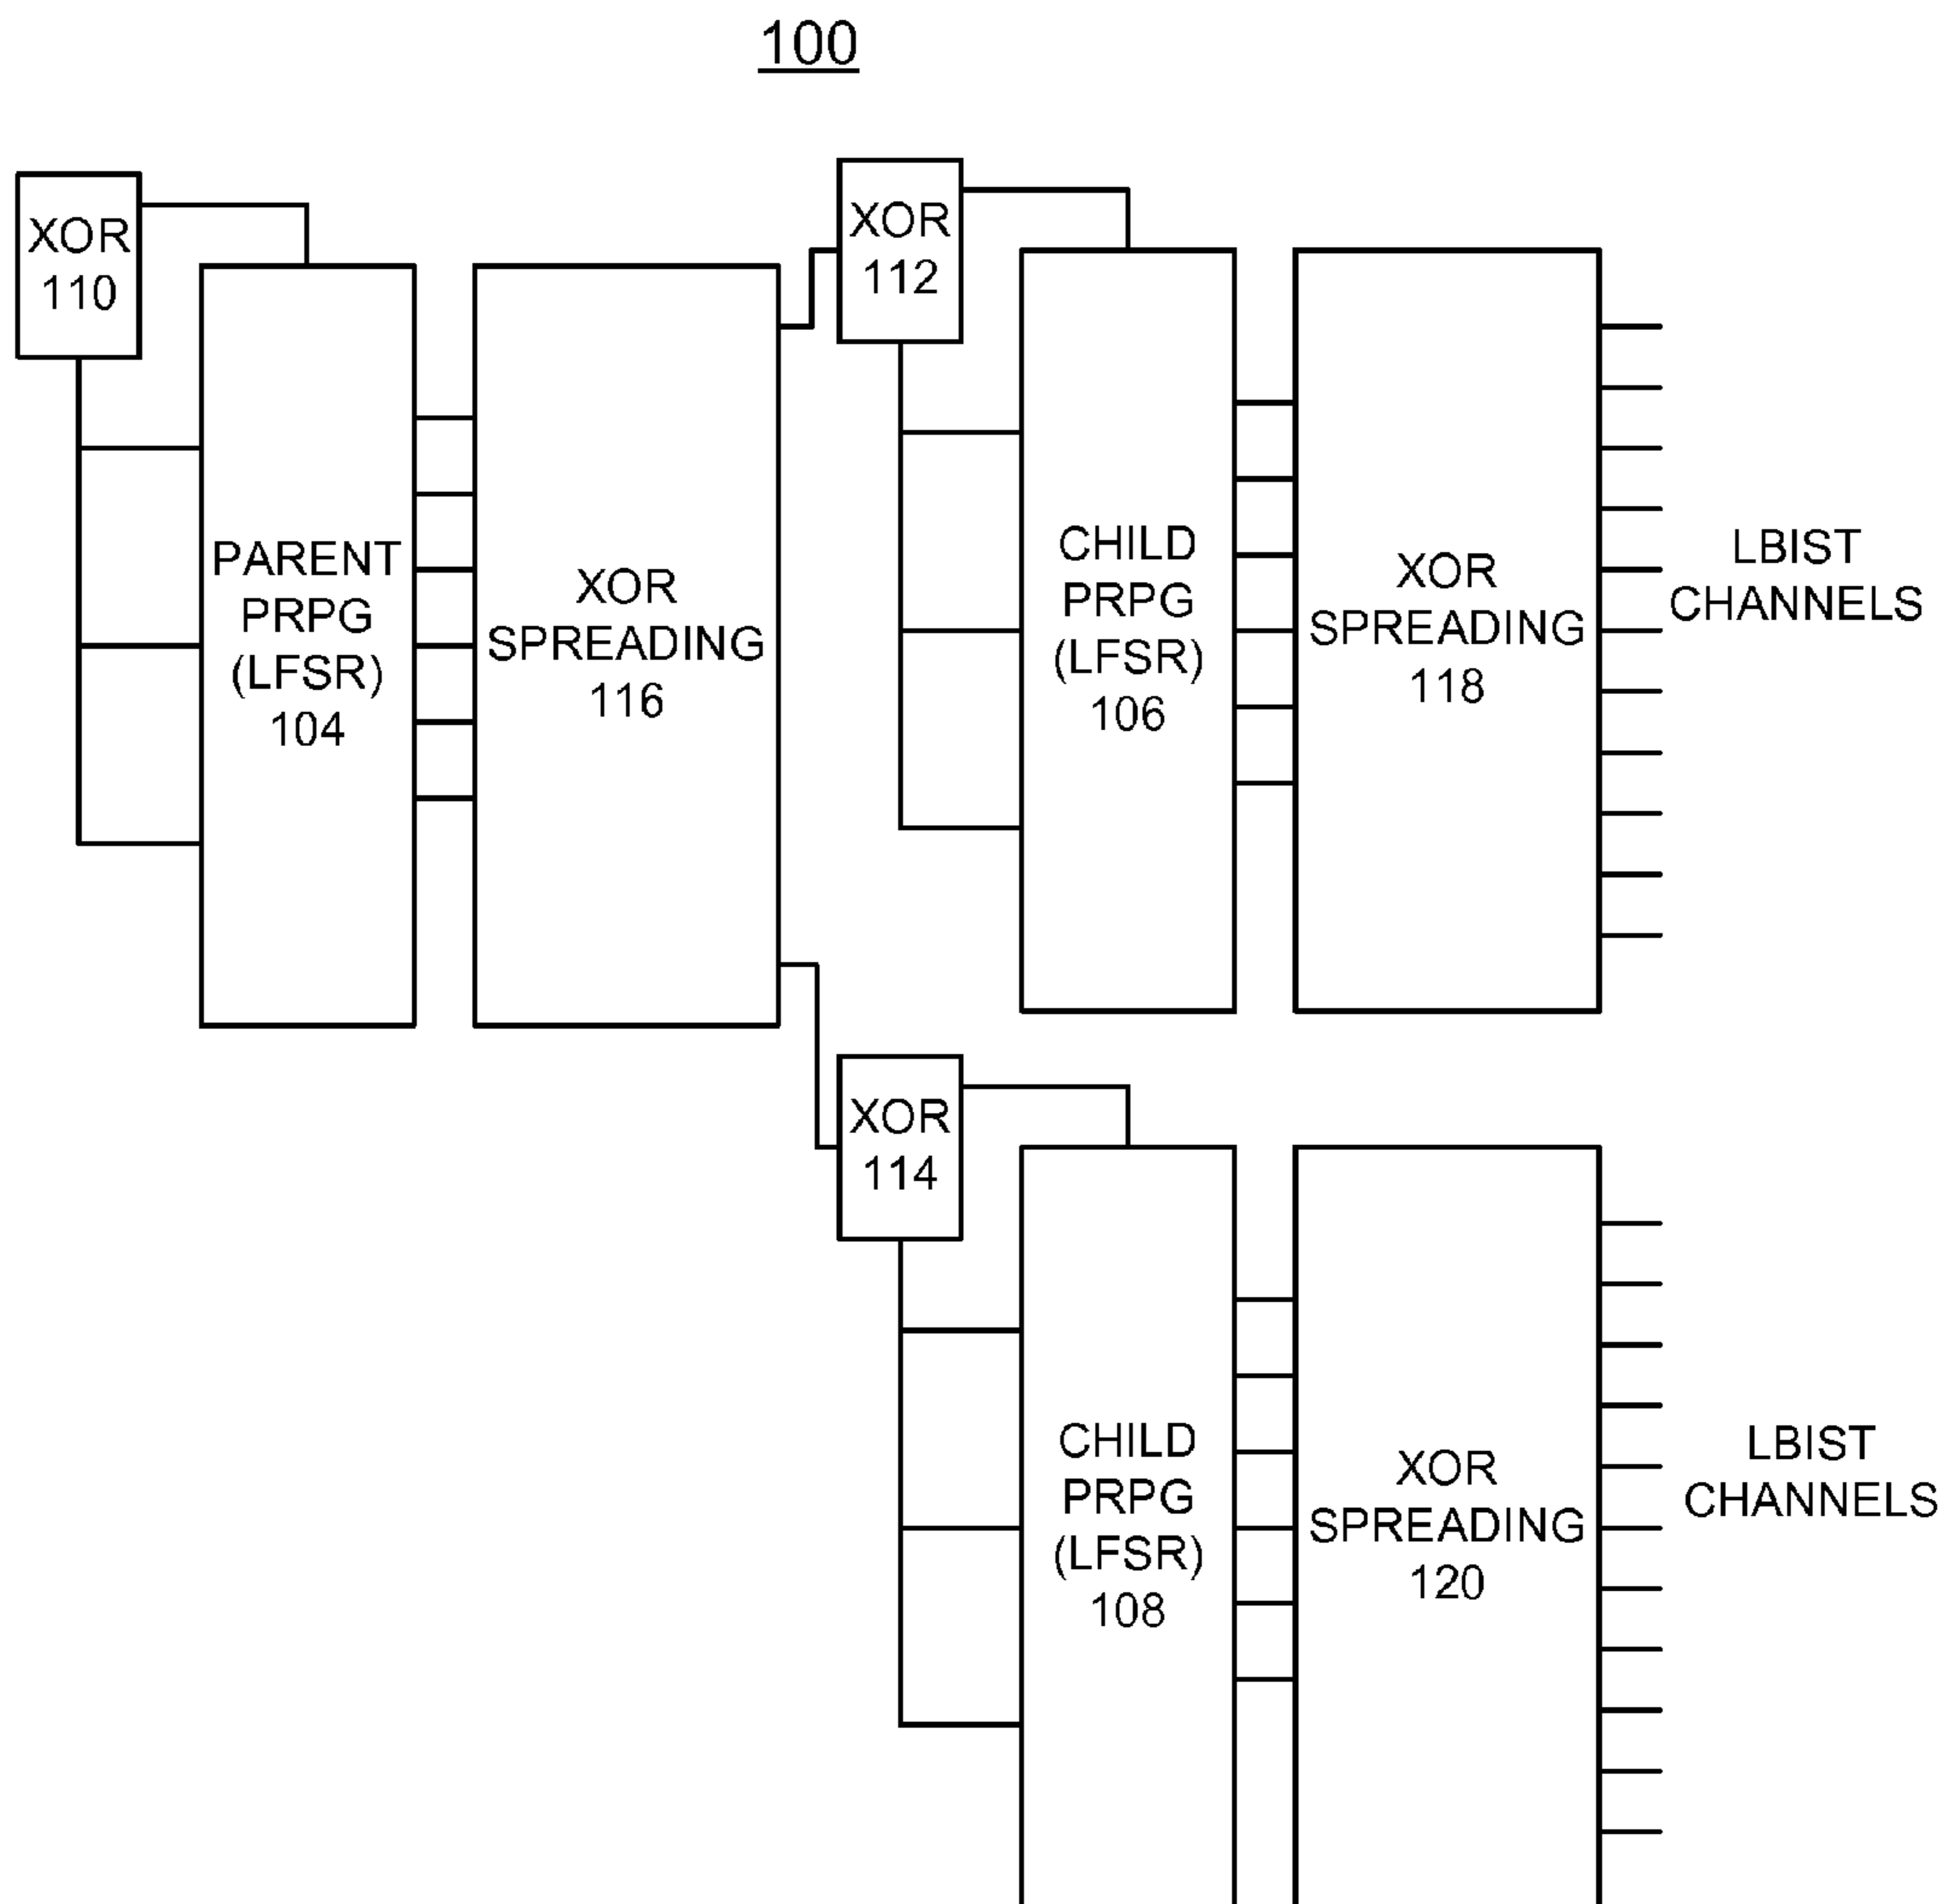 100
XOR
110
PARENT
PRPG
(LFSR)
104
XOR
SPREADING
116
XOR
112
CHILD
PRPG
(LFSR)
106
XOR
SPREADING
118
LBIST
CHANNELS
XOR
114
CHILD
PRPG
(LFSR)
108
XOR
SPREADING
120
LBIST
CHANNELS